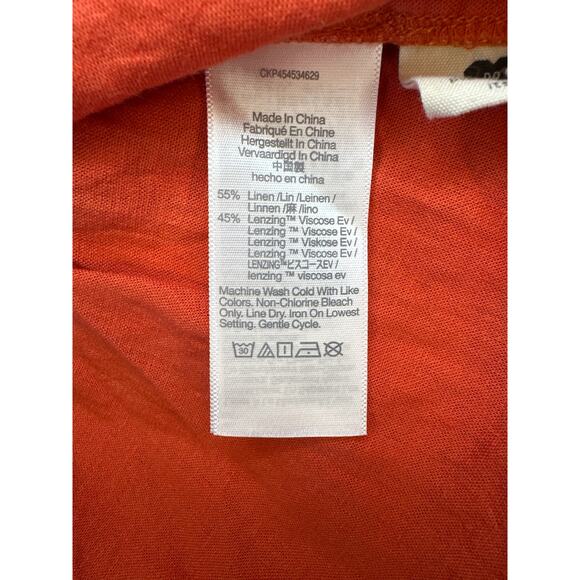 CKP454534629
Made In China
Fabriqué En Chine
Hergestellt In China
Vervaardigd In China
中国製
hecho en china
55% Linen /Lin /Leinen /
Linnen /麻 /lino
45% Lenzing ™ Viscose Ev /
Lenzing ™ Viscose Ev /
Lenzing ™ Viskose Ev /
Lenzing ™ Viscose Ev /
LENZING™ビスコースEV /
lenzing ™ viscosa ev
Machine Wash Cold With Like
Colors. Non-Chlorine Bleach
Only. Line Dry. Iron On Lowest
Setting. Gentle Cycle.
30